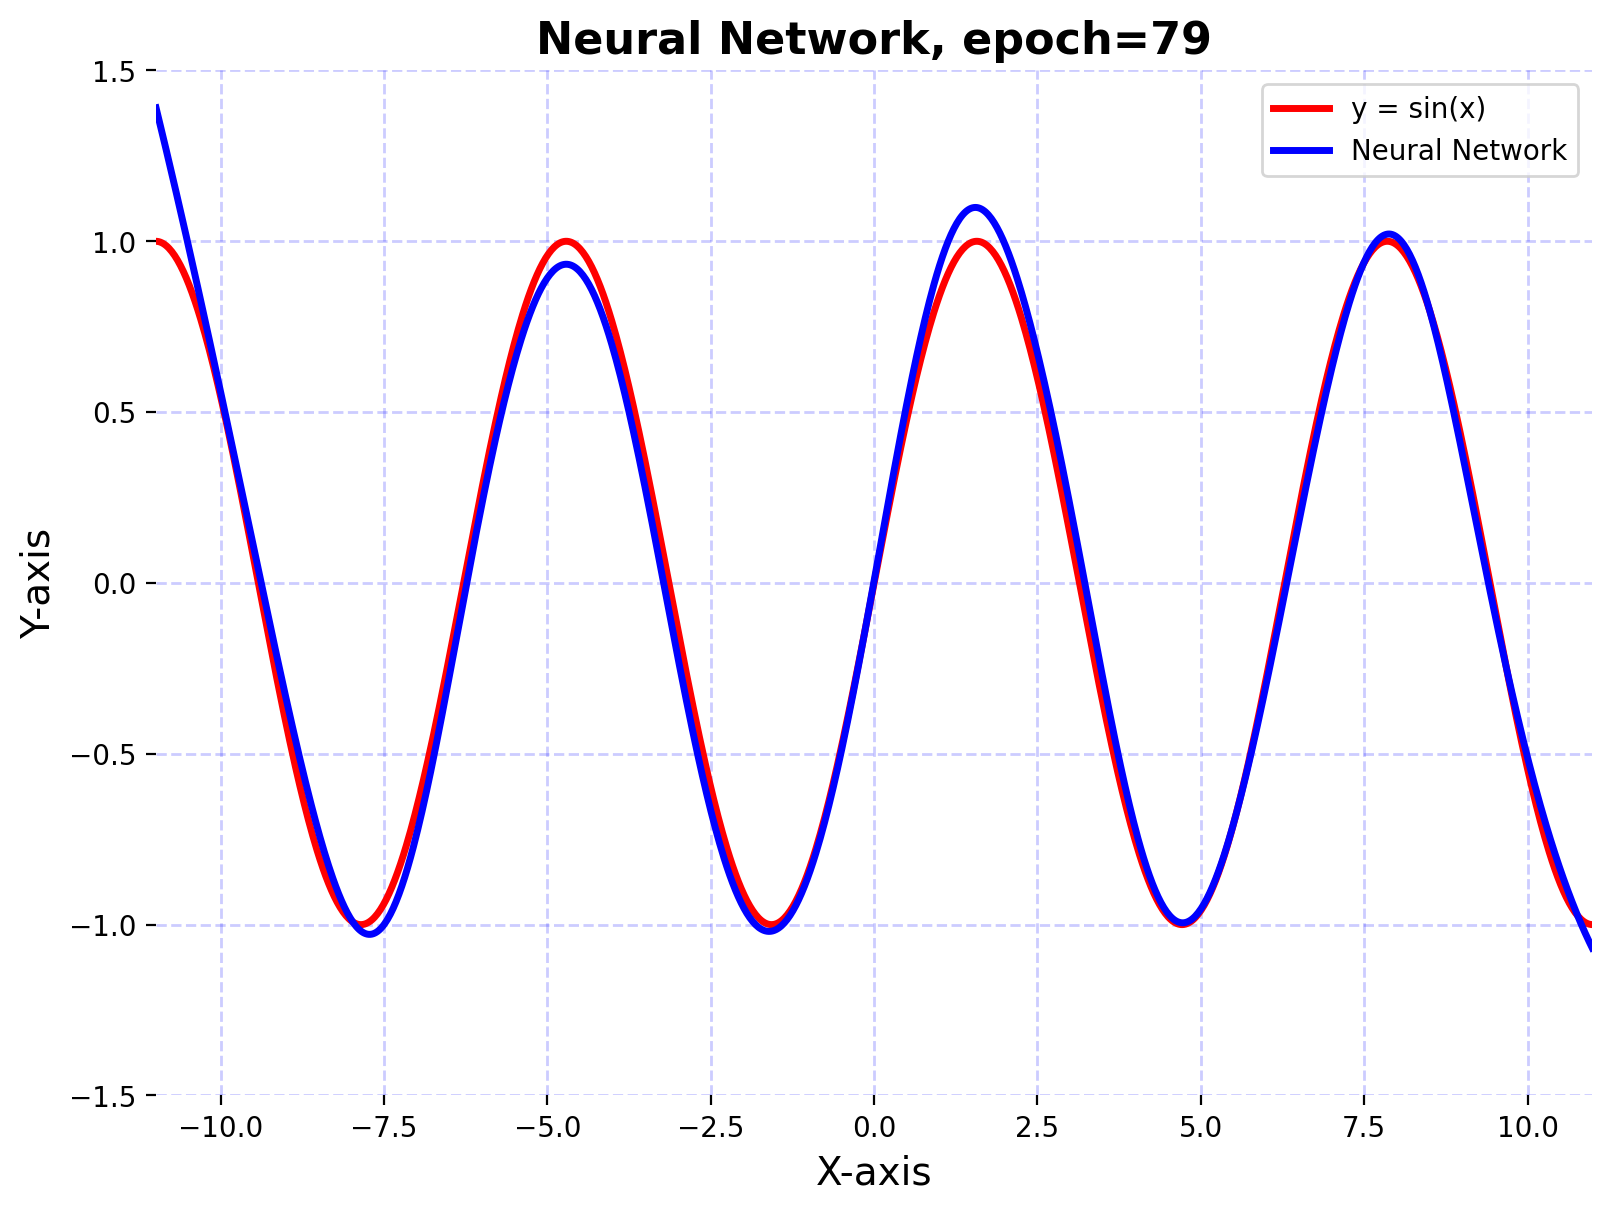 Neural Network, epoch=79
y = sin(x)
Neural Network
Y-axis
1.5
1.0
0.5
0.0
−0.5
−1.0
−1.5
−10.0 −7.5 −5.0 −2.5 0.0 2.5 5.0 7.5 10.0
X-axis